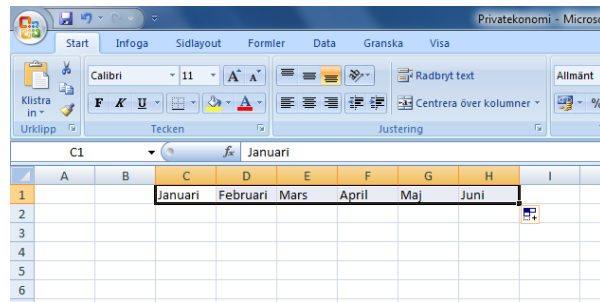 Privatekonomi - Micros
Start Infoga Sidlayout Formler Data Granska Visa
Klistra in
Calibri 11 A A
Radbryt text
Allmänt
F K U A
Centrera över kolumner
%
Urklipp Tecken Justering
C1 fx Januari
A B C D E F G H I
1 Januari Februari Mars April Maj Juni
2
3
4
5
6